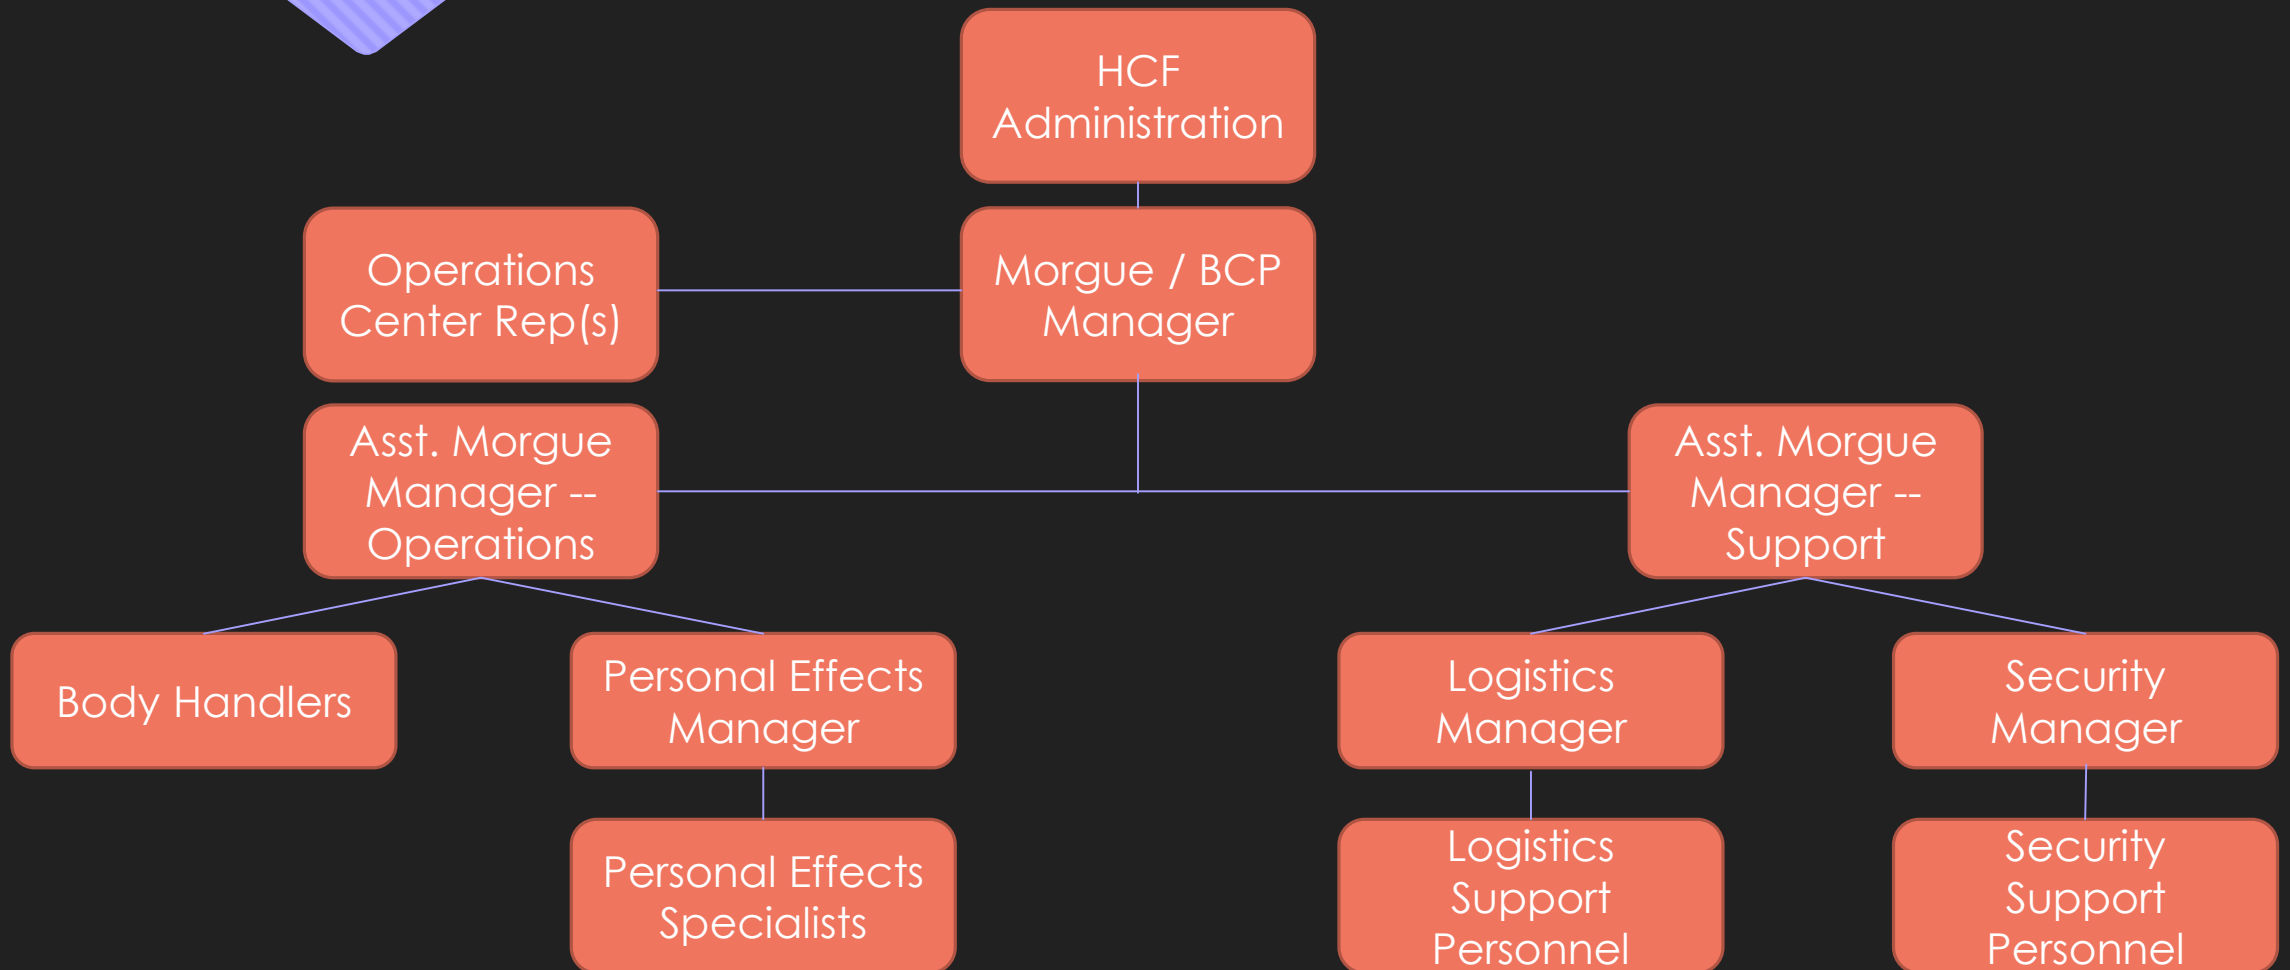 HCF
Administration
Operations
Center Rep(s)
Morgue / BCP
Manager
Asst. Morgue
Manager --
Operations
Asst. Morgue
Manager --
Support
Body Handlers
Personal Effects
Manager
Logistics
Manager
Security
Manager
Personal Effects
Specialists
Logistics
Support
Personnel
Security
Support
Personnel